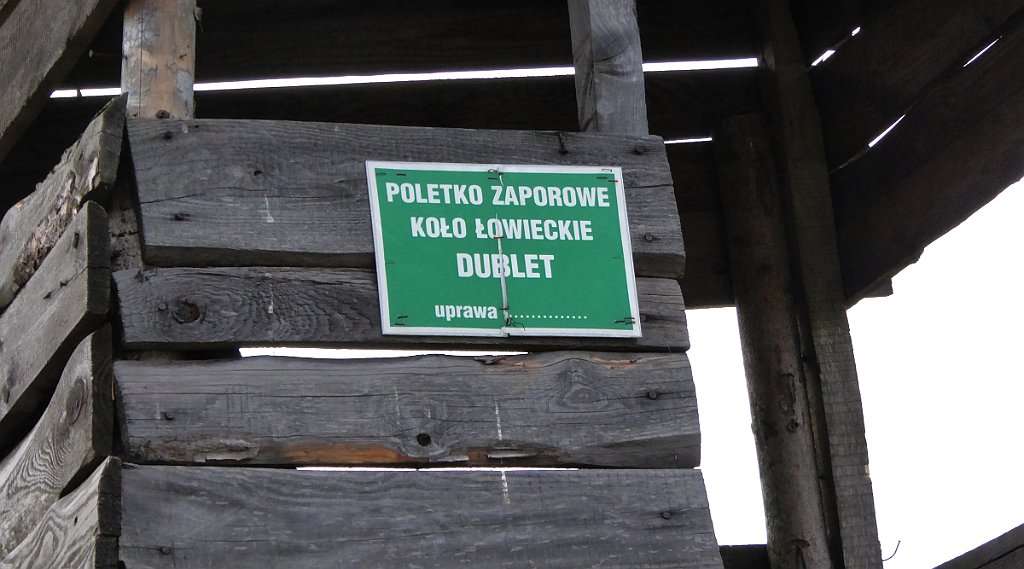 POLETKO ZAPOROWE
KOŁO ŁOWIECKIE
DUBLET
uprawa ..............